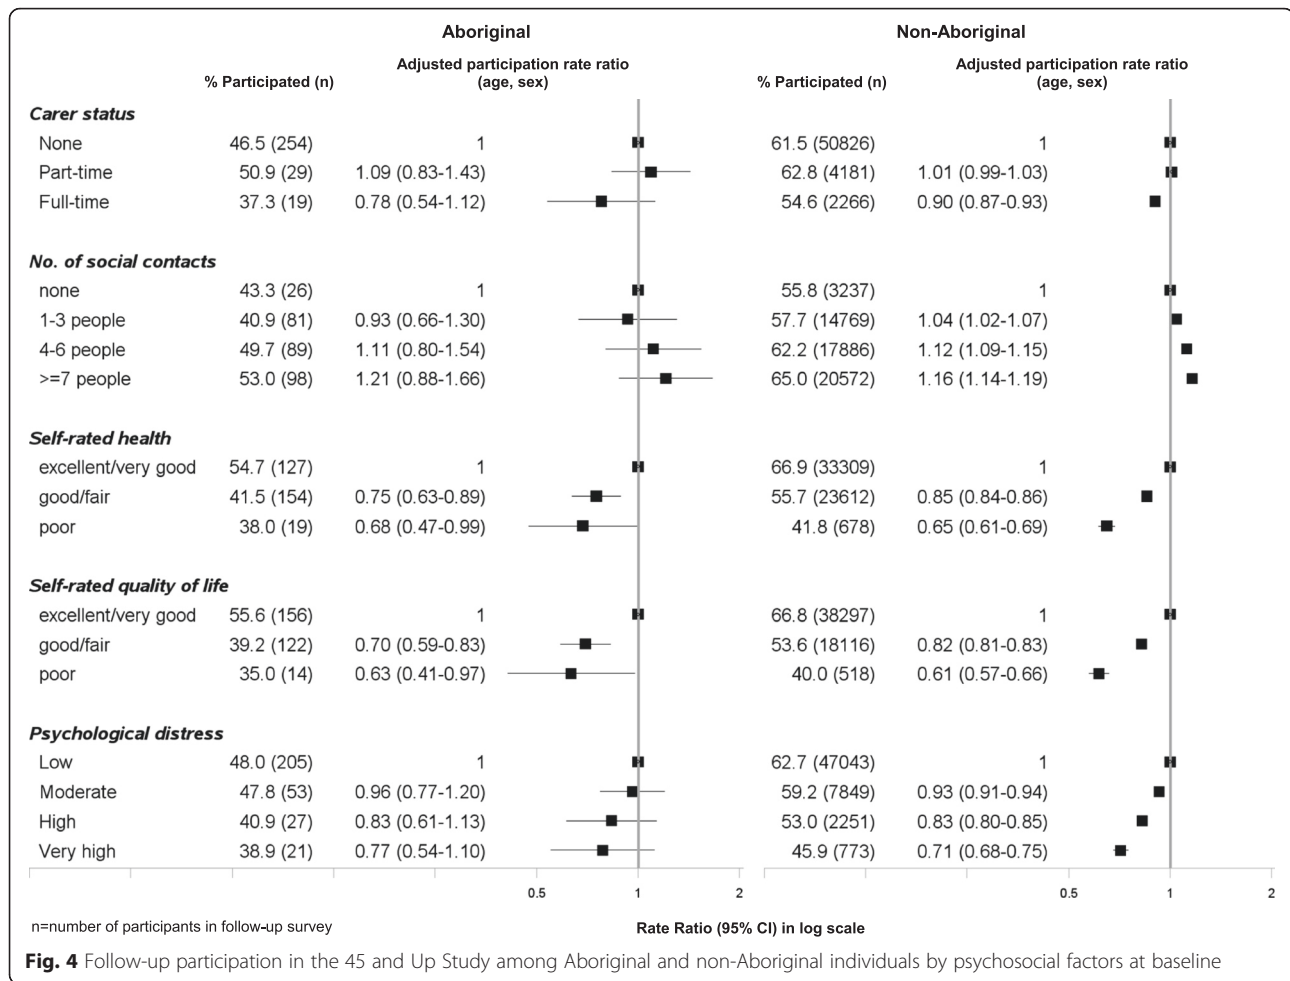 Aboriginal Non-Aboriginal
Adjusted participation rate ratio Adjusted participation rate ratio
% Participated (n) (age, sex) % Participated (n) (age, sex)
Carer status
None 46.5 (254) 1 61.5 (50826) 1
Part-time 50.9 (29) 1.09 (0.83-1.43) 62.8 (4181) 1.01 (0.99-1.03)
Full-time 37.3 (19) 0.78 (0.54-1.12) 54.6 (2266) 0.90 (0.87-0.93)
No. of social contacts
none 43.3 (26) 1 55.8 (3237) 1
1-3 people 40.9 (81) 0.93 (0.66-1.30) 57.7 (14769) 1.04 (1.02-1.07)
4-6 people 49.7 (89) 1.11 (0.80-1.54) 62.2 (17886) 1.12 (1.09-1.15)
>=7 people 53.0 (98) 1.21 (0.88-1.66) 65.0 (20572) 1.16 (1.14-1.19)
Self-rated health
excellent/very good 54.7 (127) 1 66.9 (33309) 1
good/fair 41.5 (154) 0.75 (0.63-0.89) 55.7 (23612) 0.85 (0.84-0.86)
poor 38.0 (19) 0.68 (0.47-0.99) 41.8 (678) 0.65 (0.61-0.69)
Self-rated quality of life
excellent/very good 55.6 (156) 1 66.8 (38297) 1
good/fair 39.2 (122) 0.70 (0.59-0.83) 53.6 (18116) 0.82 (0.81-0.83)
poor 35.0 (14) 0.63 (0.41-0.97) 40.0 (518) 0.61 (0.57-0.66)
Psychological distress
Low 48.0 (205) 1 62.7 (47043) 1
Moderate 47.8 (53) 0.96 (0.77-1.20) 59.2 (7849) 0.93 (0.91-0.94)
High 40.9 (27) 0.83 (0.61-1.13) 53.0 (2251) 0.83 (0.80-0.85)
Very high 38.9 (21) 0.77 (0.54-1.10) 45.9 (773) 0.71 (0.68-0.75)
0.5 1 2 0.5 1 2
n=number of participants in follow-up survey Rate Ratio (95% CI) in log scale
Fig. 4 Follow-up participation in the 45 and Up Study among Aboriginal and non-Aboriginal individuals by psychosocial factors at baseline